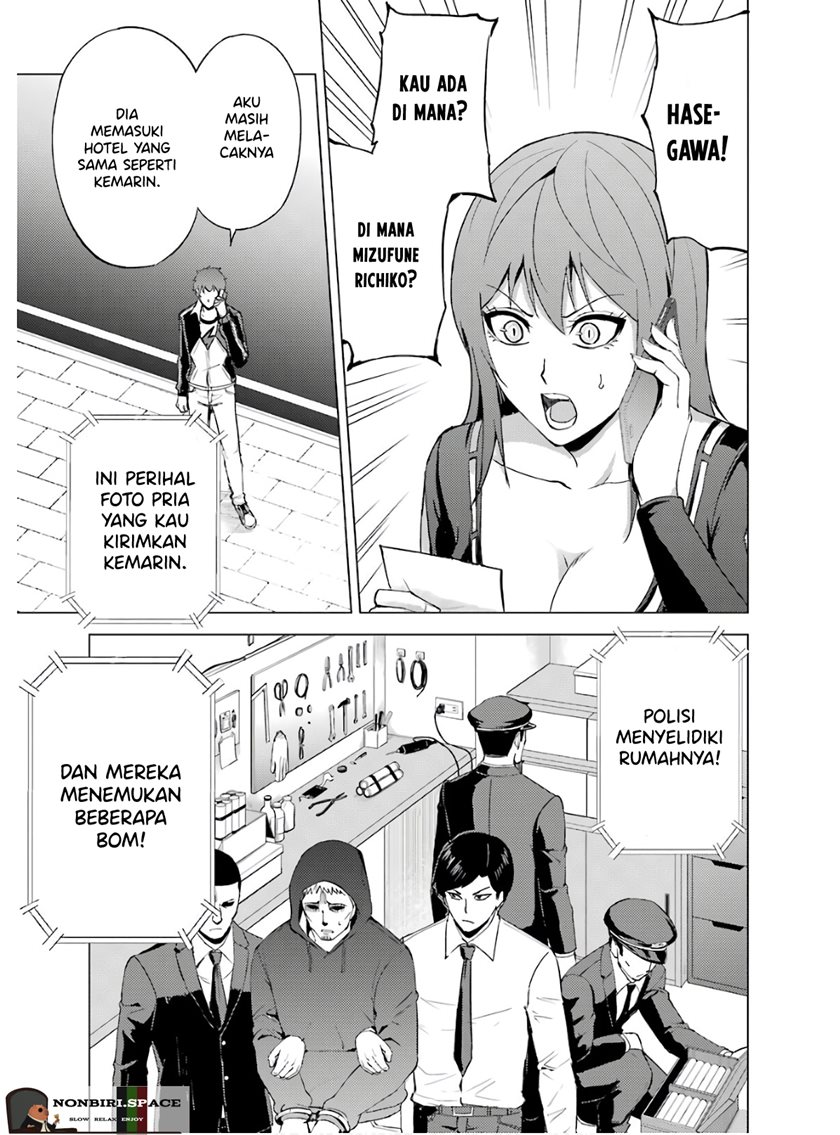 HASE-
GAWA!
KAU ADA
DI MANA?
DI MANA
MIZUFUNE
RICHIKO?
AKU
MASIH
MELA-
CAKNYA
DIA
MEMASUKI
HOTEL YANG
SAMA SEPERTI
KEMARIN.
INI PERIHAL
FOTO PRIA
YANG KAU
KIRIMKAN
KEMARIN.
POLISI
MENYELIDIKI
RUMAHNYA!
DAN MEREKA
MENEMUKAN
BEBERAPA
BOM!
NONBIRI.SPACE
SLOW RELAX ENJOY